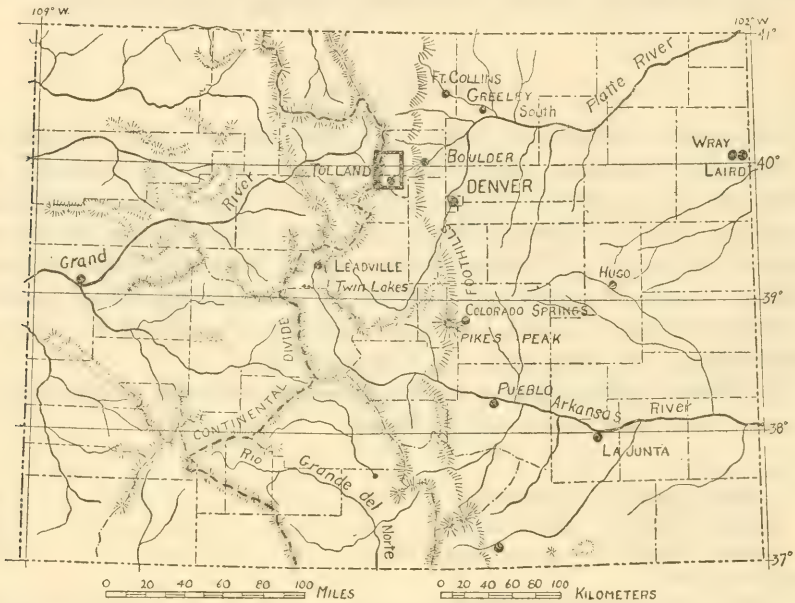 109° W.
102° W
41°
FT. COLLINS
GREELEY
South Platte River
WRAY
LAIRD
BOULDER
40°
TOLLAND
DENVER
Grand River
FOOTHILLS
LEADVILLE
Twin Lakes
HUGO
39°
COLORADO SPRINGS
PIKES PEAK
CONTINENTAL DIVIDE
PUEBLO
Arkansas River
38°
LA JUNTA
Rio Grande del Norte
37°
0 20 40 60 80 100 MILES
0 20 40 60 80 100 KILOMETERS